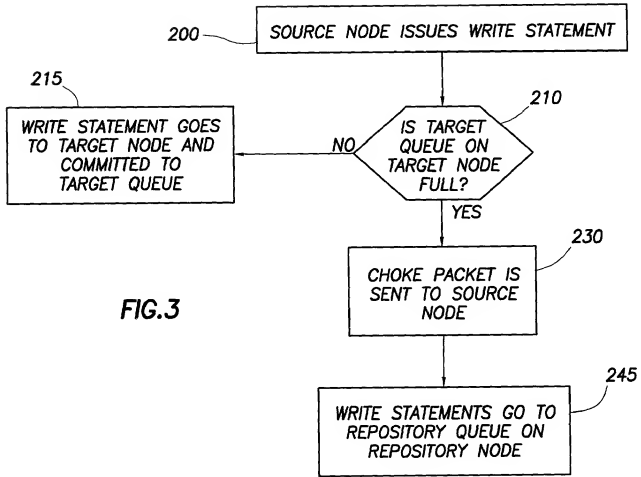 200
SOURCE NODE ISSUES WRITE STATEMENT
215
WRITE STATEMENT GOES
TO TARGET NODE AND
COMMITTED TO
TARGET QUEUE
NO
210
IS TARGET
QUEUE ON
TARGET NODE
FULL?
YES
230
CHOKE PACKET IS
SENT TO SOURCE
NODE
FIG.3
245
WRITE STATEMENTS GO TO
REPOSITORY QUEUE ON
REPOSITORY NODE